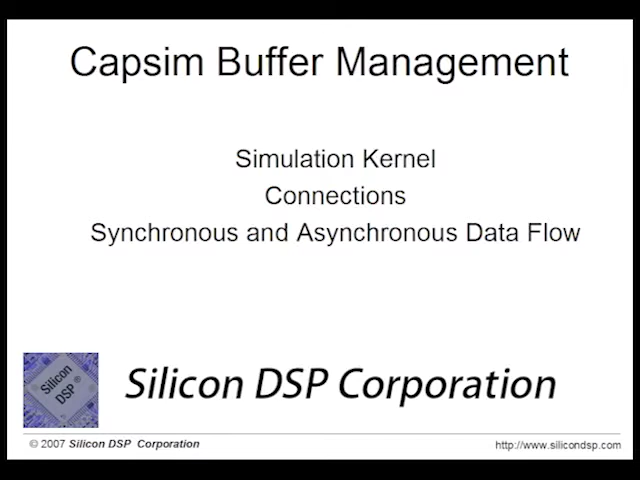 Capsim Buffer Management
Simulation Kernel
Connections
Synchronous and Asynchronous Data Flow
Silicon
DSP
®
Silicon DSP Corporation
© 2007 Silicon DSP Corporation
http://www.silicondsp.com